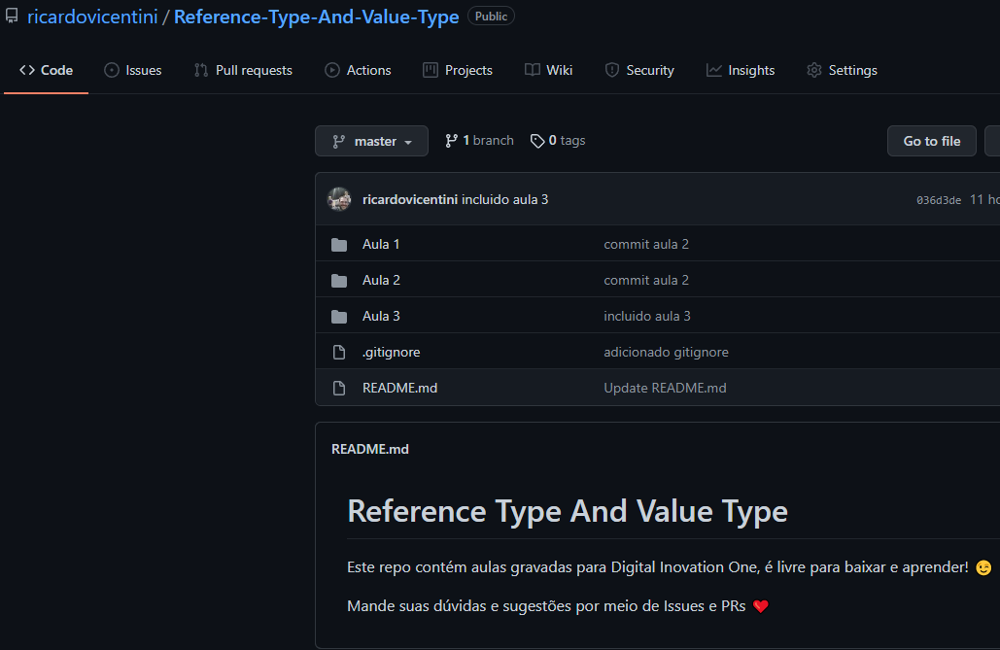 ricardovicentini / Reference-Type-And-Value-Type Public
<> Code Issues Pull requests Actions Projects Wiki Security Insights Settings
master 1 branch 0 tags Go to file
ricardovicentini incluido aula 3 036d3de 11
Aula 1 commit aula 2
Aula 2 commit aula 2
Aula 3 incluido aula 3
.gitignore adicionado gitignore
README.md Update README.md
README.md
Reference Type And Value Type
Este repo contém aulas gravadas para Digital Inovation One, é livre para baixar e aprender! 😉
Mande suas dúvidas e sugestões por meio de Issues e PRs ❤️